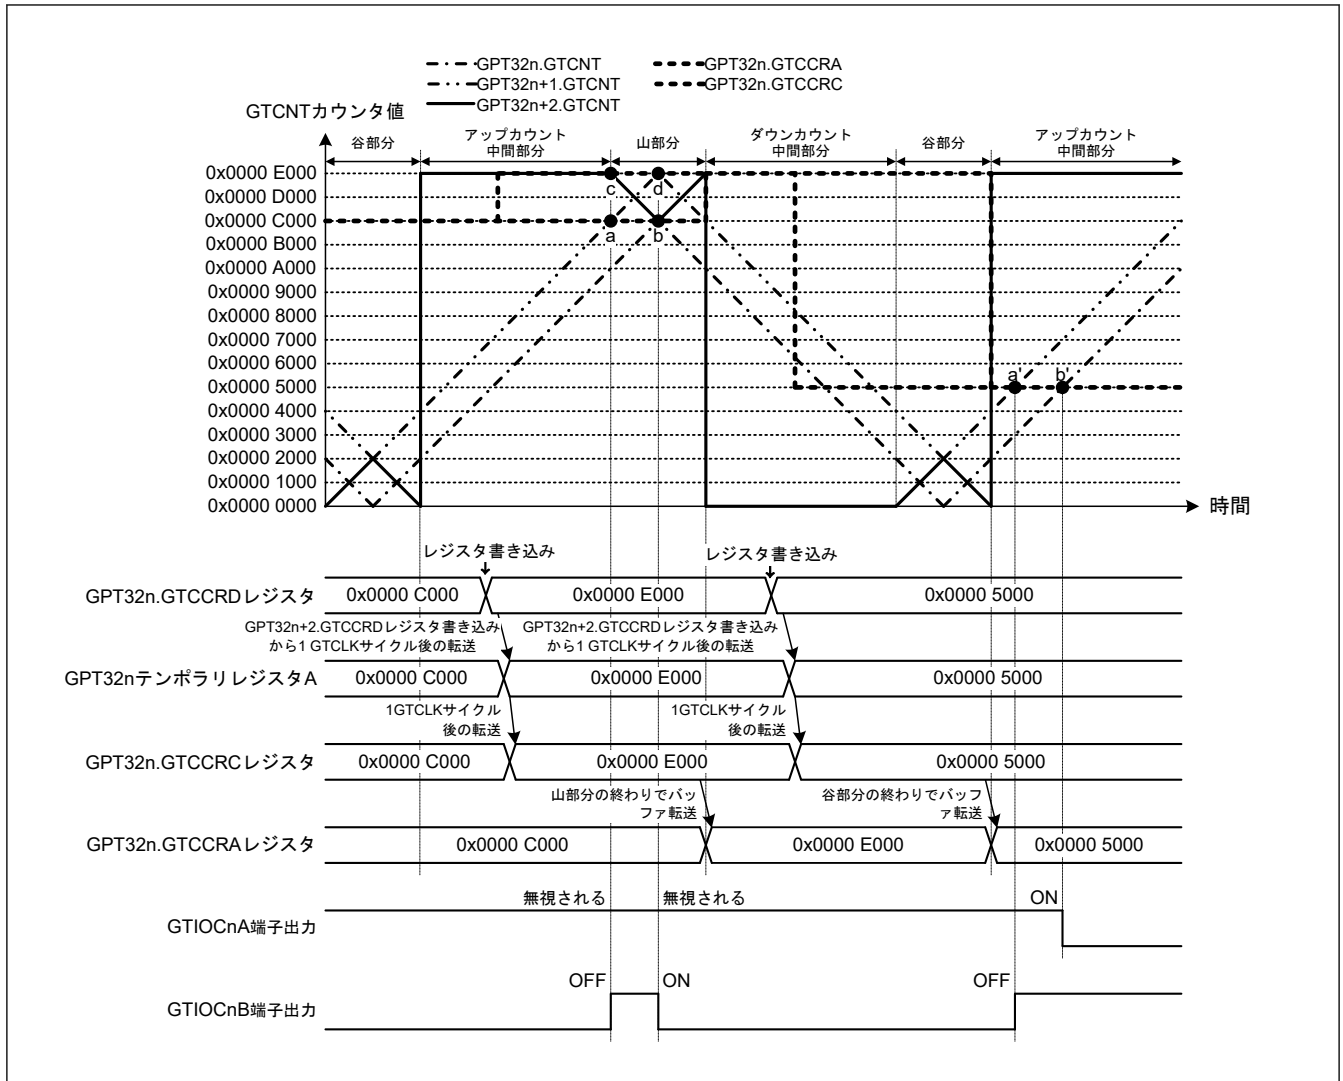 GPT32n.GTCNT
GPT32n.GTCCRA
GPT32n+1.GTCNT
GPT32n.GTCCRC
GPT32n+2.GTCNT
GTCNTカウンタ値
谷部分
アップカウント
中間部分
山部分
ダウンカウント
中間部分
谷部分
アップカウント
中間部分
0x0000 E000
0x0000 D000
0x0000 C000
0x0000 B000
0x0000 A000
0x0000 9000
0x0000 8000
0x0000 7000
0x0000 6000
0x0000 5000
0x0000 4000
0x0000 3000
0x0000 2000
0x0000 1000
0x0000 0000
c
d
a
b
a'
b'
時間
レジスタ書き込み
レジスタ書き込み
GPT32n.GTCCRDレジスタ
0x0000 C000
0x0000 E000
0x0000 5000
GPT32n+2.GTCCRDレジスタ書き込み
から1 GTCLKサイクル後の転送
GPT32n+2.GTCCRDレジスタ書き込み
から1 GTCLKサイクル後の転送
GPT32nテンポラリレジスタA
0x0000 C000
0x0000 E000
0x0000 5000
1GTCLKサイクル
後の転送
1GTCLKサイクル
後の転送
GPT32n.GTCCRCレジスタ
0x0000 C000
0x0000 E000
0x0000 5000
山部分の終わりでバッ
ファ転送
谷部分の終わりでバッフ
ァ転送
GPT32n.GTCCRAレジスタ
0x0000 C000
0x0000 E000
0x0000 5000
無視される
無視される
ON
GTIOCnA端子出力
OFF
ON
OFF
GTIOCnB端子出力